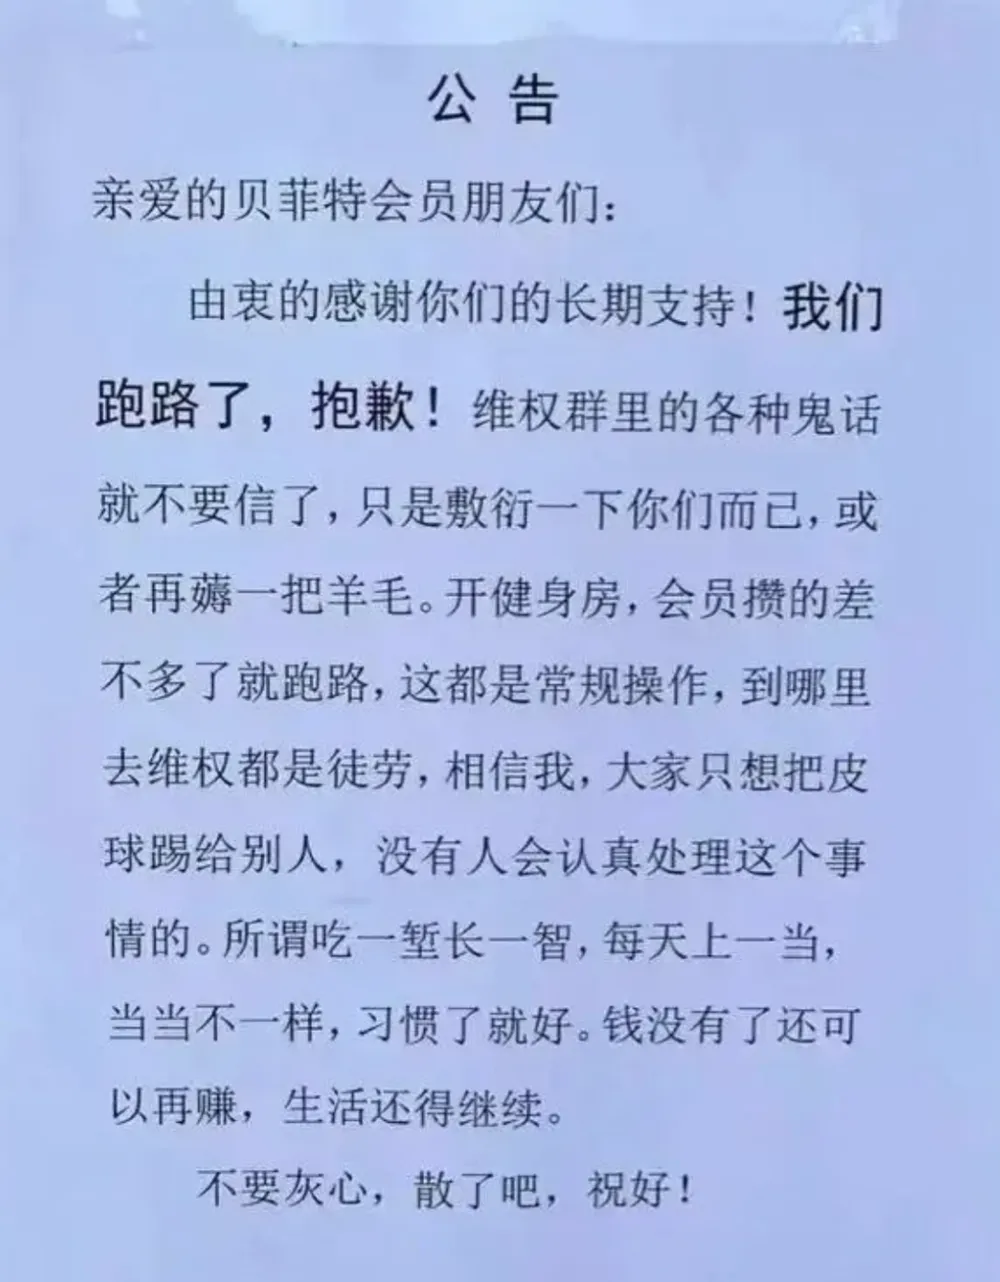 公 告
亲爱的贝菲特会员朋友们：
由衷的感谢你们的长期支持！我们
跑路了，抱歉！维权群里的各种鬼话
就不要信了，只是敷衍一下你们而已，或
者再薅一把羊毛。开健身房，会员攒的差
不多了就跑路，这都是常规操作，到哪里
去维权都是徒劳，相信我，大家只想把皮
球踢给别人，没有人会认真处理这个事
情的。所谓吃一堑长一智，每天上一当，
当当不一样，习惯了就好。钱没有了还可
以再赚，生活还得继续。
不要灰心，散了吧，祝好！